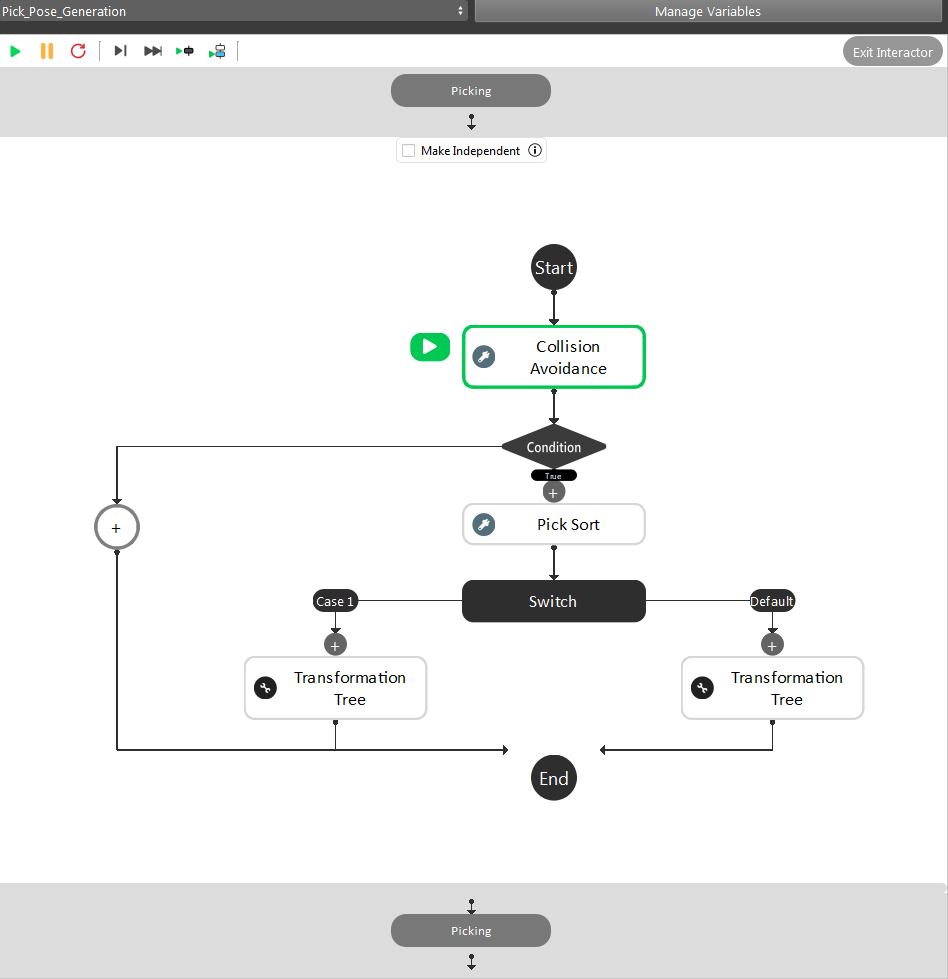 Pick_Pose_Generation
Manage Variables
Exit Interactor
Picking
Make Independent
Start
Collision
Avoidance
Condition
True
+
+
Pick Sort
Case 1
Switch
Default
+
+
Transformation
Tree
Transformation
Tree
End
Picking